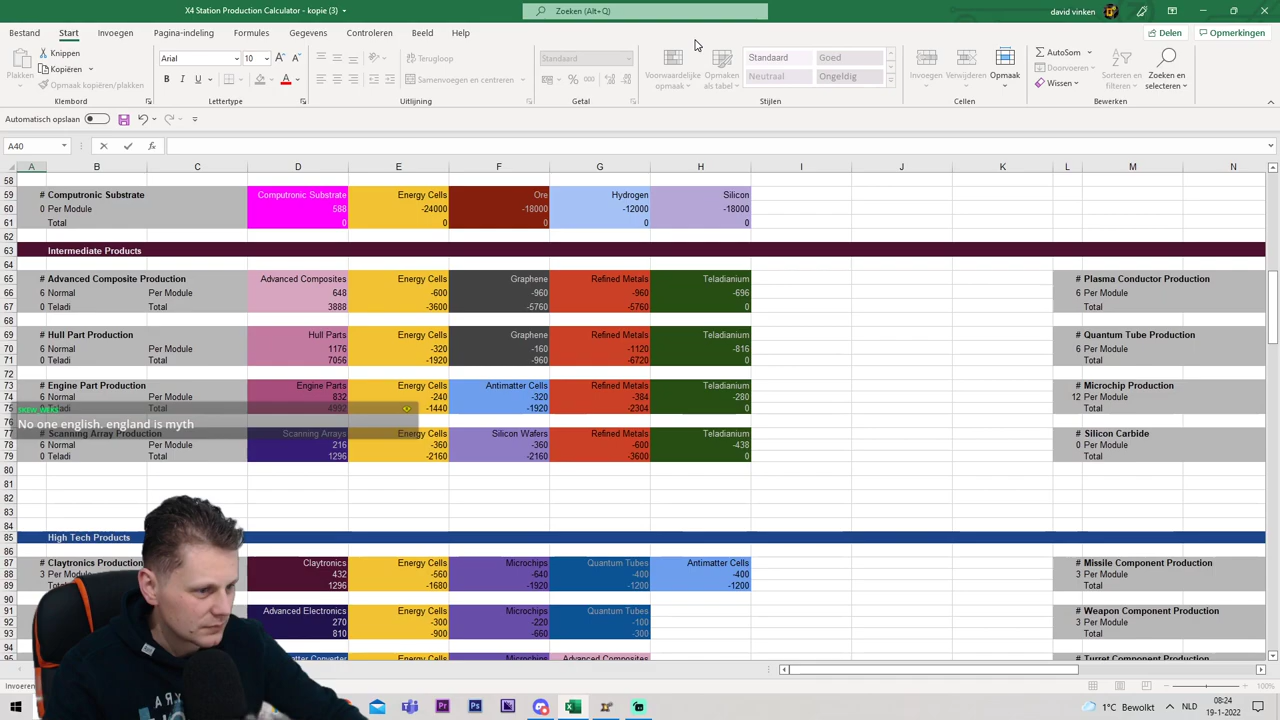 X4 Station Production Calculator - kopie (3)
Zoeken (Alt+Q)
david vinken
Bestand Start Invoegen Pagina-indeling Formules Gegevens Controleren Beeld Help
Delen Opmerkingen
Plakken
Knippen
Kopiëren
Opmaak kopiëren/plakken
Klembord
Arial 10
B I U
Lettertype
Terugloop
Samenvoegen en centreren
Uitlijning
Standaard
Getal
Voorwaardelijke opmaak
Opmaken als tabel
Standaard Goed
Neutraal Ongeldig
Stijlen
Invoegen Verwijderen Opmaak
Cellen
AutoSom
Doorvoeren
Wissen
Sorteren en filteren
Zoeken en selecteren
Bewerken
Automatisch opslaan
A40
fx
A B C D E F G H I J K L M N
58
59 # Computronic Substrate Computronic Substrate Energy Cells Ore Hydrogen Silicon
60 0 Per Module 588 -24000 -18000 -12000 -18000
61 Total 0 0 0 0 0
62
63 Intermediate Products
64
# Advanced Composite Production Advanced Composites Energy Cells Graphene Refined Metals Teladianium # Plasma Conductor Production
66 6 Normal Per Module 648 -600 -960 -960 -696 6 Per Module
67 0 Teladi Total 3888 -3600 -5760 -5760 0 Total
68
69 # Hull Part Production Hull Parts Energy Cells Graphene Refined Metals Teladianium # Quantum Tube Production
70 6 Normal Per Module 1176 -320 -160 -1120 -816 6 Per Module
71 0 Teladi Total 7056 -1920 -960 -6720 0 Total
72
73 # Engine Part Production Engine Parts Energy Cells Antimatter Cells Refined Metals Teladianium # Microchip Production
74 6 Normal Per Module 832 -240 -320 -384 -280 12 Per Module
75 0 Teladi Total 4992 -1440 -1920 -2304 0 Total
No one english. england is myth
77 # Scanning Array Production Scanning Arrays Energy Cells Silicon Wafers Refined Metals Teladianium # Silicon Carbide
78 6 Normal Per Module 216 -360 -360 -600 -438 0 Per Module
79 0 Teladi Total 1296 -2160 -2160 -3600 0 Total
80
81
82
83
84
85 High Tech Products
86
87 # Claytronics Production Claytronics Energy Cells Microchips Quantum Tubes Antimatter Cells # Missile Component Production
88 3 Per Module 432 -560 -640 -400 -400 3 Per Module
89 Total 1296 -1680 -1920 -1200 -1200 Total
90
91 Advanced Electronics Energy Cells Microchips Quantum Tubes # Weapon Component Production
92 270 -300 -220 -100 3 Per Module
93 810 -900 -660 -300 Total
94
95 Energy Cells Microchips Advanced Composites # Turret Component Production
Invoeren
100%
1°C Bewolkt
NLD
08:24
19-1-2022